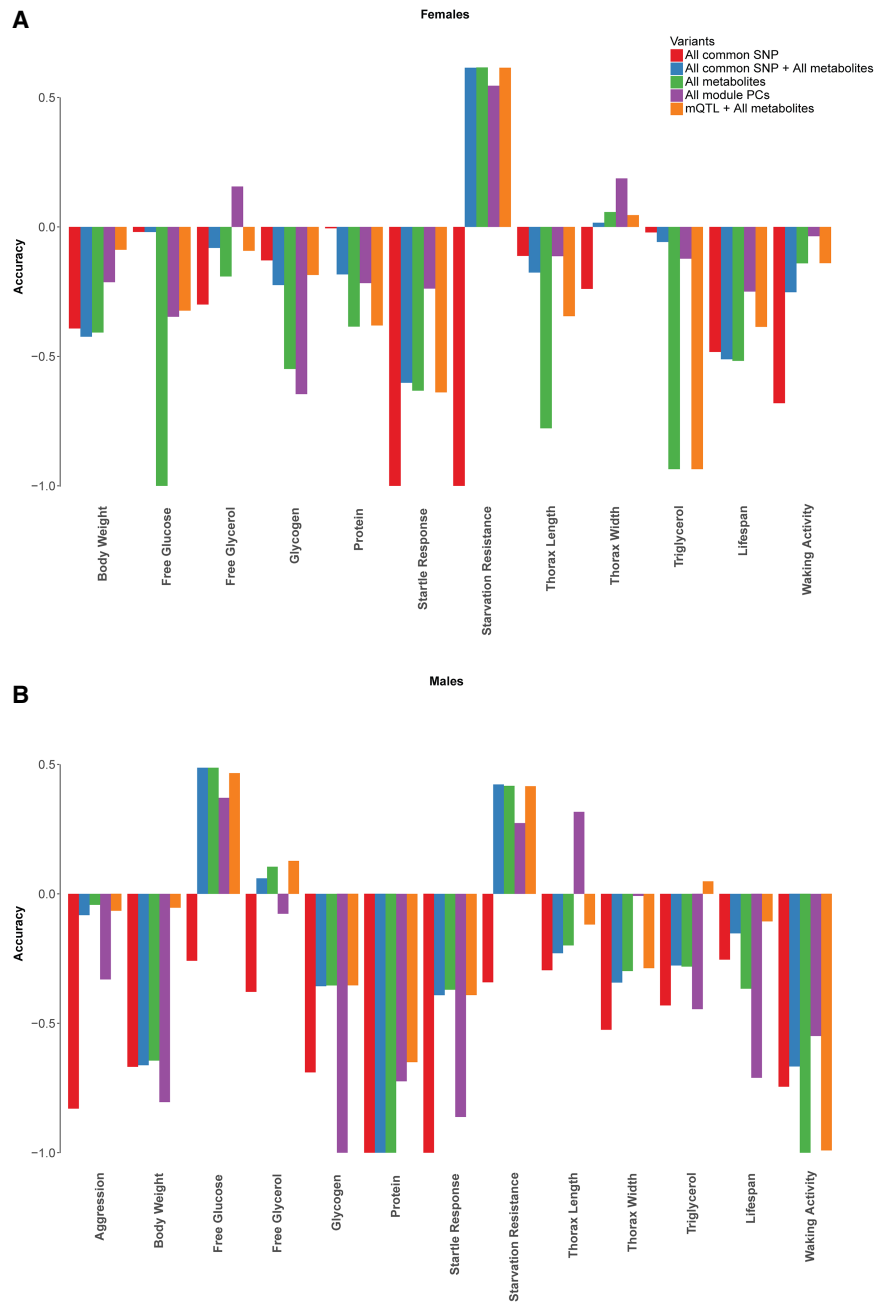 A
Females
Variants
All common SNP
All common SNP + All metabolites
All metabolites
All module PCs
mQTL + All metabolites
Accuracy
0.5
0.0
−0.5
−1.0
Body Weight
Free Glucose
Free Glycerol
Glycogen
Protein
Startle Response
Starvation Resistance
Thorax Length
Thorax Width
Triglycerol
Lifespan
Waking Activity
B
Males
Accuracy
0.5
0.0
−0.5
−1.0
Aggression
Body Weight
Free Glucose
Free Glycerol
Glycogen
Protein
Startle Response
Starvation Resistance
Thorax Length
Thorax Width
Triglycerol
Lifespan
Waking Activity